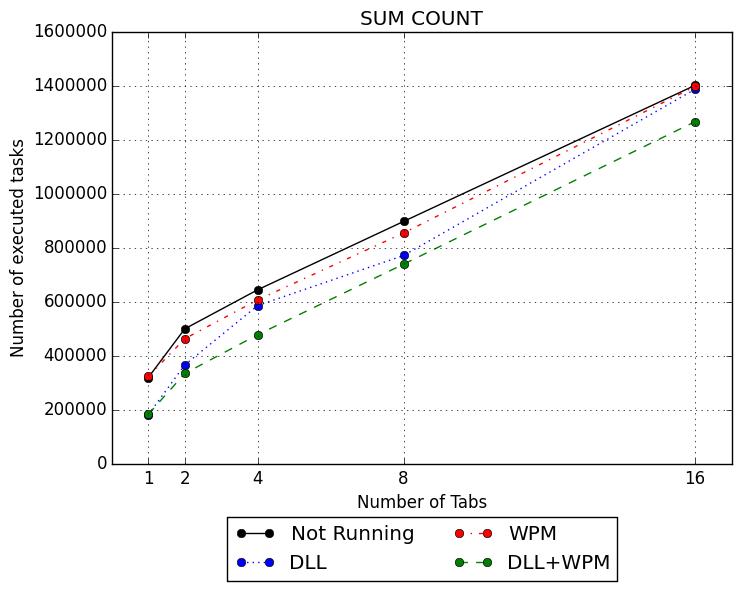 SUM COUNT
1600000
1400000
1200000
1000000
800000
600000
400000
200000
0
Number of executed tasks
1 2 4 8 16
Number of Tabs
Not Running WPM
DLL DLL+WPM